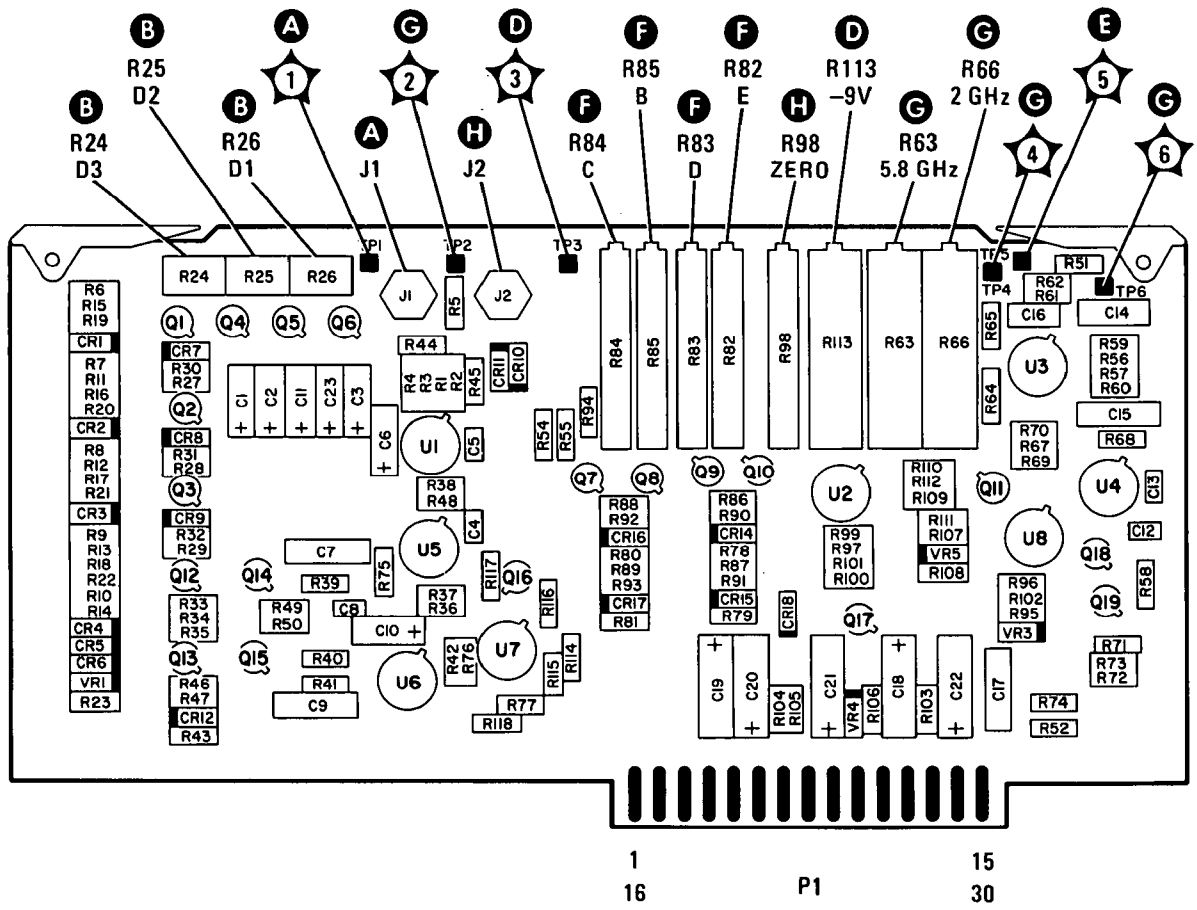 B R25 D2
A 1
G 2
D 3
F R85 B
F R82 E
D R113 −9V
G R66 2 GHz
E 5
B R24 D3
B R26 D1
A J1
H J2
F R84 C
F R83 D
H R98 ZERO
G R63 5.8 GHz
G 4
G 6
R24
R25
R26
TP1
J1
TP2
R5
J2
TP3
R84
R85
R83
R82
R98
R113
R63
R66
TP5
TP4
R51
R62
R61
TP6
C16
C14
R65
R64
U3
R59
R56
R57
R60
C15
R68
R70
R67
R69
R6
R15
R19
CR1
R7
R11
R16
R20
CR2
R8
R12
R17
R21
CR3
R9
R13
R18
R22
R10
R14
CR4
CR5
CR6
VR1
R23
Q1
Q4
Q5
Q6
CR7
R30
R27
Q2
CR8
R31
R28
Q3
CR9
R32
R29
Q12
R33
R34
R35
Q13
R46
R47
CR12
R43
C1 +
C2 +
C11 +
C23 +
C3 +
C6 +
R44
R4
R3
R1
R2
R45
CR11
CR10
U1
C5
R54
R55
R94
R38
R48
C4
U5
C7
R75
Q14
R39
R49
R50
C8
C10 +
R37
R36
R117
Q16
R116
Q15
R40
R41
C9
U6
R42
R76
U7
R115
R114
R77
R118
Q7
Q8
Q9
Q10
R88
R92
CR16
R80
R89
R93
CR17
R81
R86
R90
CR14
R78
R87
R91
CR15
R79
CR18
U2
R99
R97
R101
R100
Q17
R110
R112
R109
R111
R107
VR5
R108
Q11
U8
U4
C13
C12
Q18
R58
Q19
R96
R102
R95
VR3
R71
R73
R72
R74
R52
+ C19
C20 +
R104
R105
C21 +
VR4
R106
+ C18
R103
C22 +
C17
1 15
16 P1 30